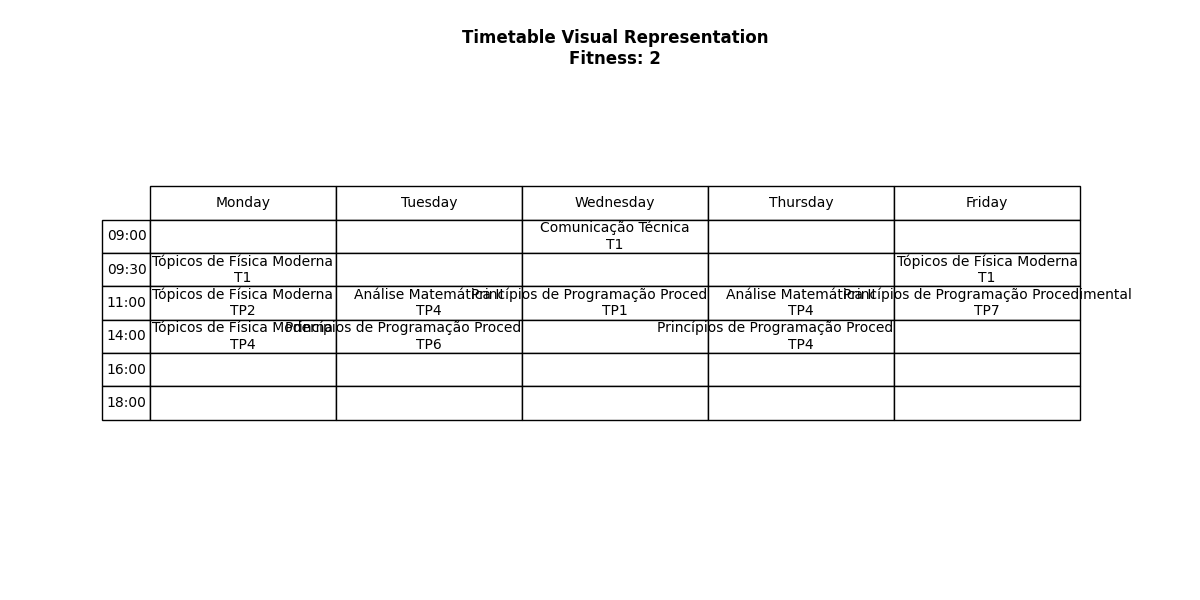 Timetable Visual Representation
Fitness: 2
Monday Tuesday Wednesday Thursday Friday
09:00 Comunicação Técnica
T1
09:30 Tópicos de Física Moderna Tópicos de Física Moderna
T1 T1
11:00 Tópicos de Física Moderna Análise Matemática II Princípios de Programação Proced Análise Matemática II Princípios de Programação Procedimental
TP2 TP4 TP1 TP4 TP7
14:00 Tópicos de Física Moderna Princípios de Programação Proced Princípios de Programação Proced
TP4 TP6 TP4
16:00
18:00